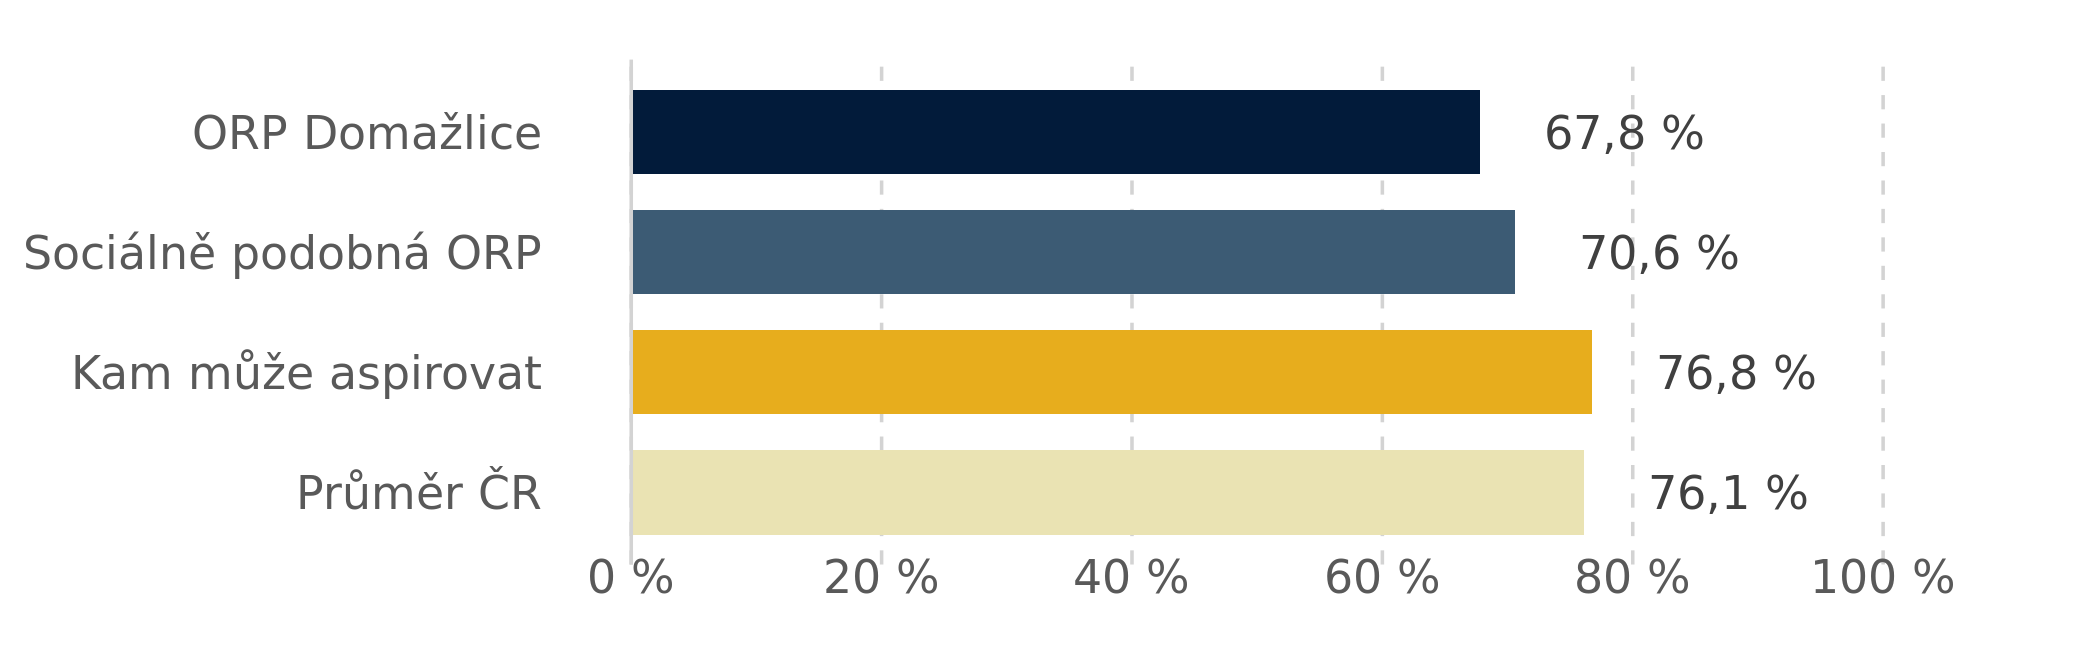 ORP Domažlice 67,8 %
Sociálně podobná ORP 70,6 %
Kam může aspirovat 76,8 %
Průměr ČR 76,1 %
0 % 20 % 40 % 60 % 80 % 100 %